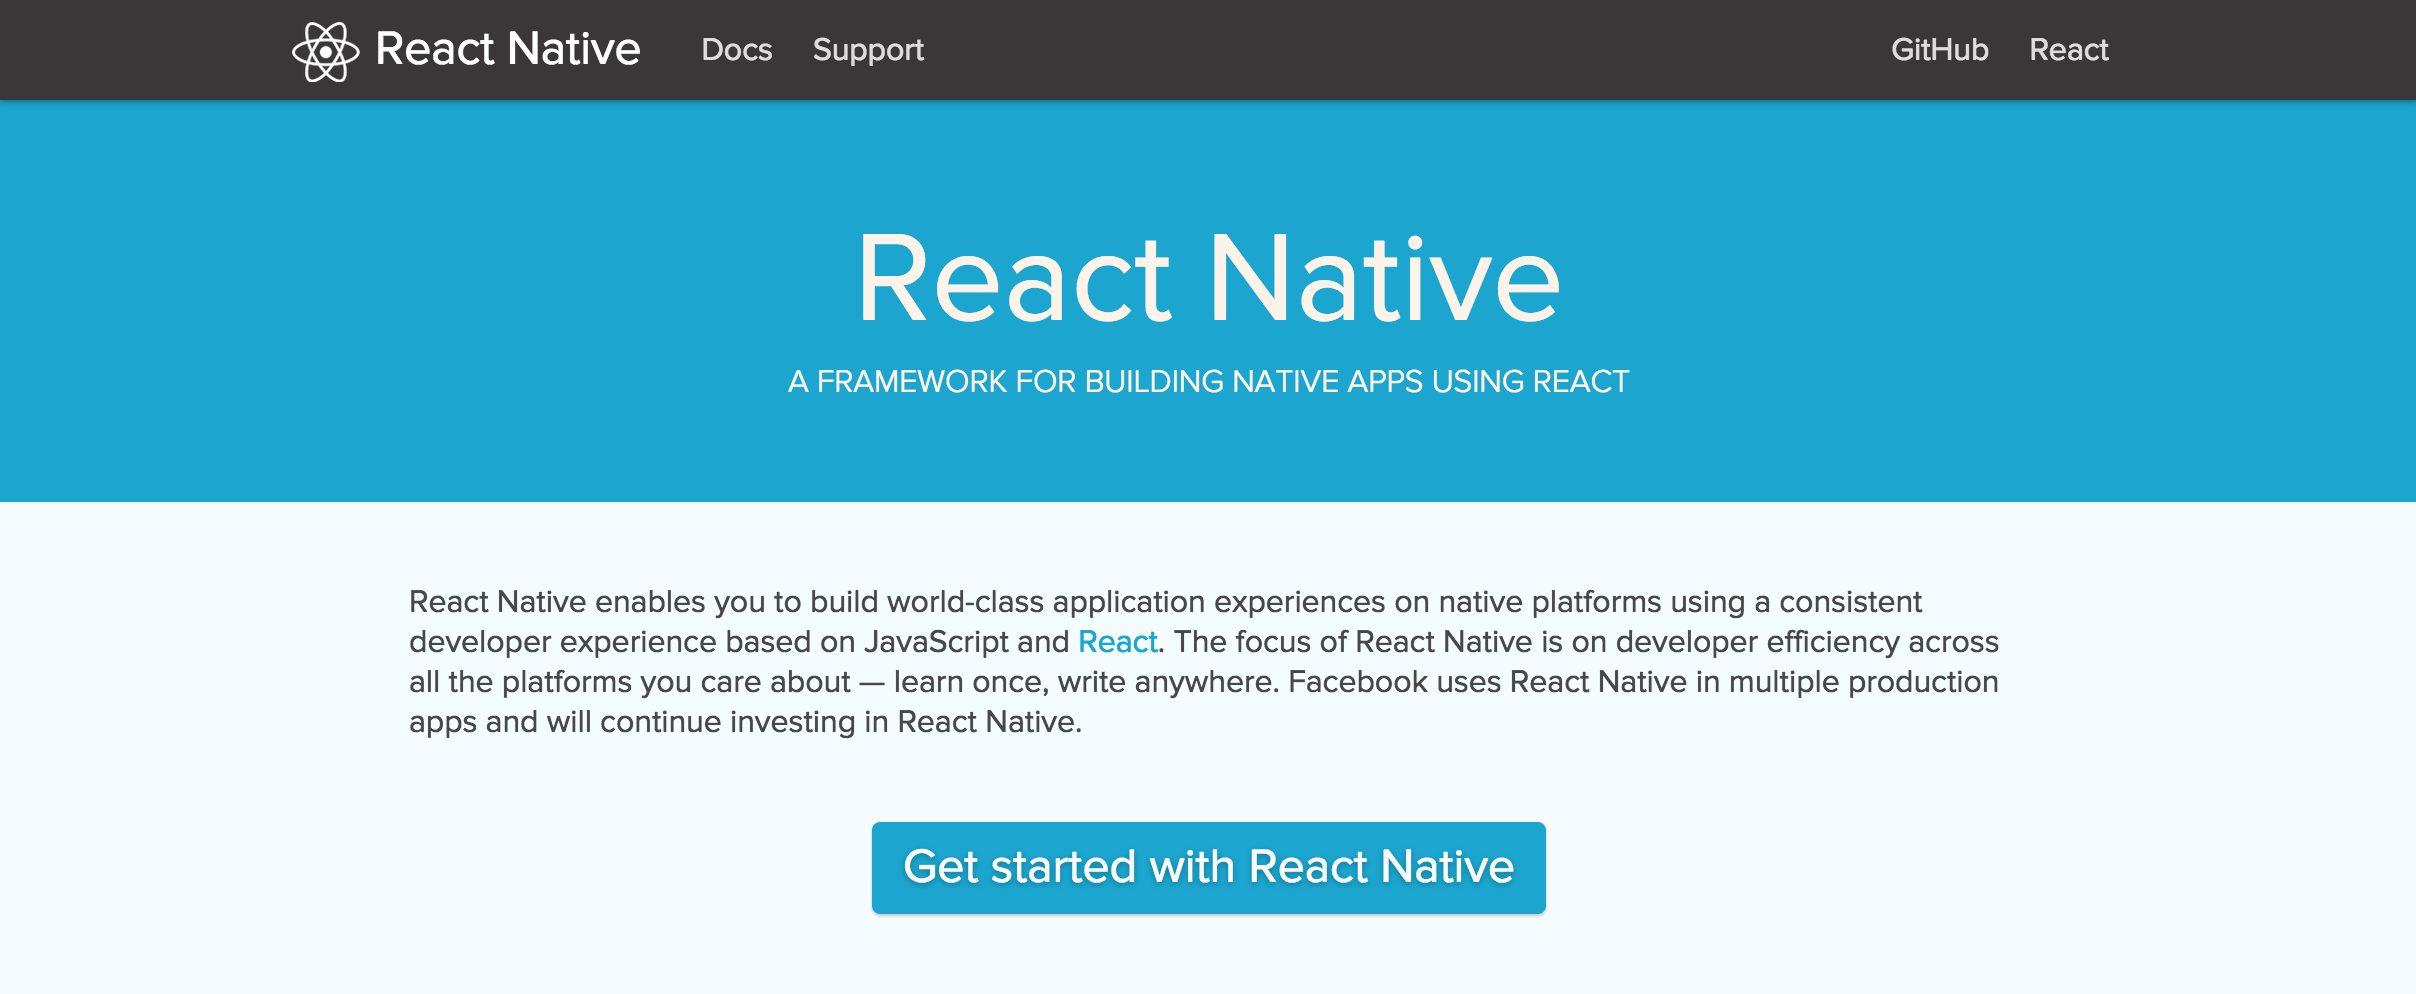 React Native Docs Support GitHub React
React Native
A FRAMEWORK FOR BUILDING NATIVE APPS USING REACT
React Native enables you to build world-class application experiences on native platforms using a consistent
developer experience based on JavaScript and React. The focus of React Native is on developer efficiency across
all the platforms you care about — learn once, write anywhere. Facebook uses React Native in multiple production
apps and will continue investing in React Native.
Get started with React Native